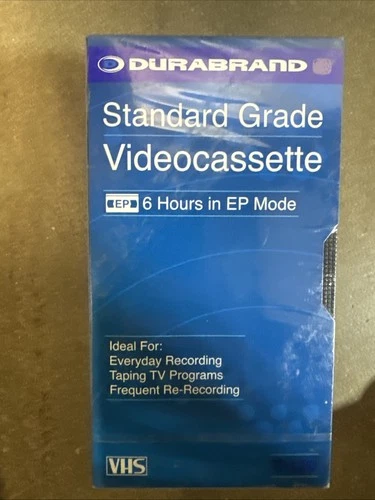 DURABRAND
Standard Grade
Videocassette
EP 6 Hours in EP Mode
Ideal For:
Everyday Recording
Taping TV Programs
Frequent Re-Recording
VHS